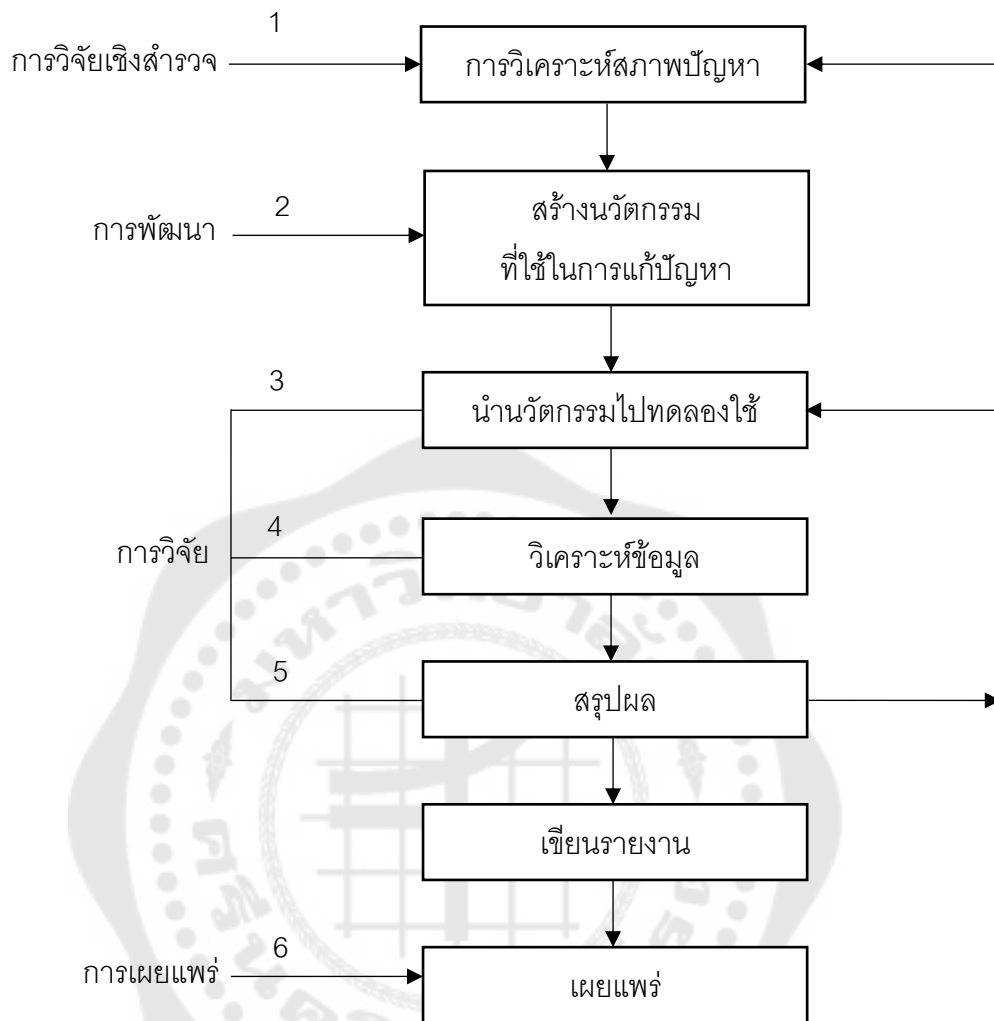 1
การวิจัยเชิงสำรวจ
การวิเคราะห์สภาพปัญหา
2
การพัฒนา
สร้างนวัตกรรม
ที่ใช้ในการแก้ปัญหา
3
นำนวัตกรรมไปทดลองใช้
4
การวิจัย
วิเคราะห์ข้อมูล
5
สรุปผล
เขียนรายงาน
6
การเผยแพร่
เผยแพร่